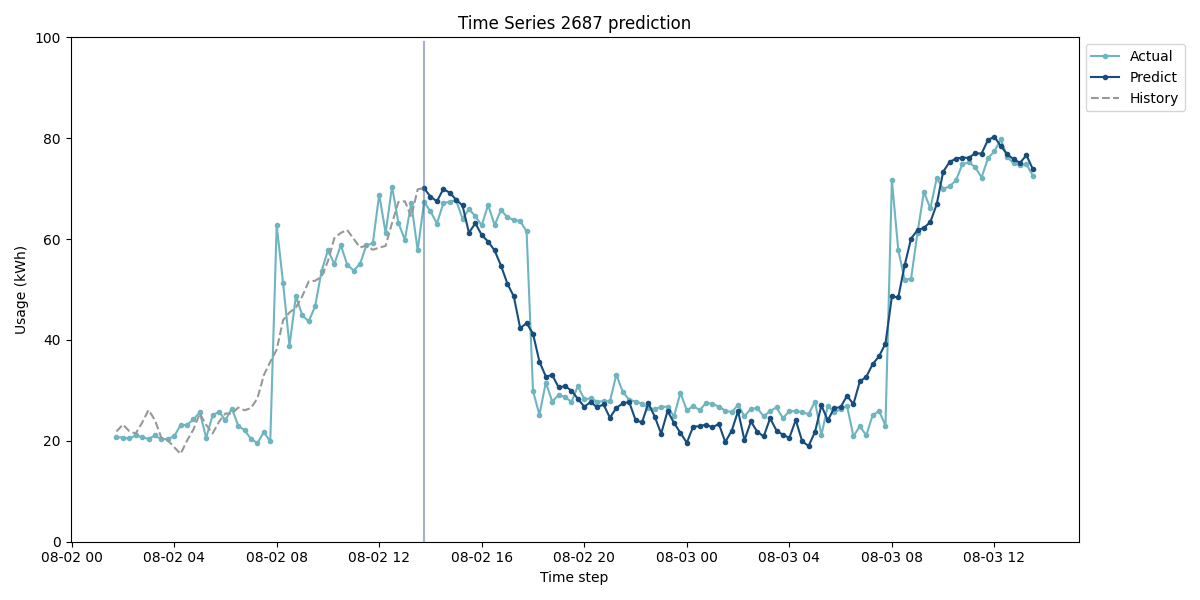 Time Series 2687 prediction
100
80
60
40
20
0
Usage (kWh)
08-02 00
08-02 04
08-02 08
08-02 12
08-02 16
08-02 20
08-03 00
08-03 04
08-03 08
08-03 12
Time step
Actual
Predict
History